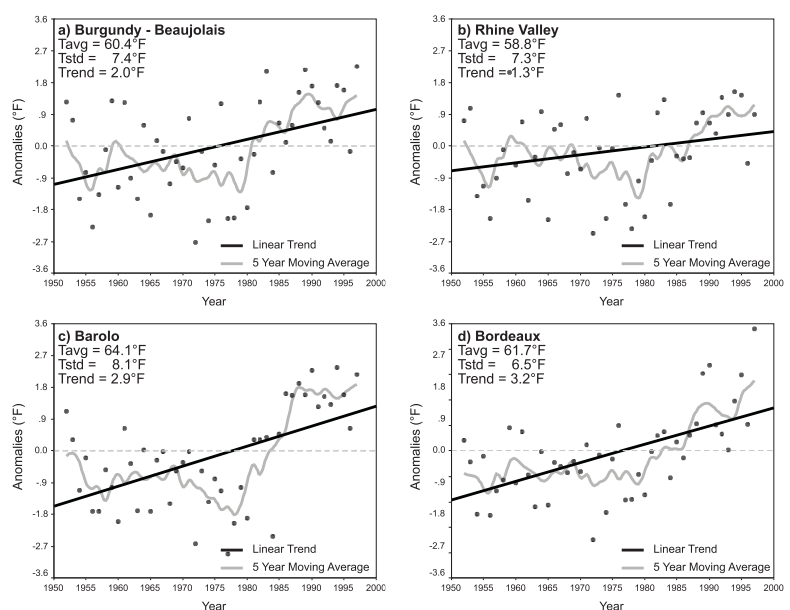 a) Burgundy - Beaujolais
Tavg = 60.4°F
Tstd = 7.4°F
Trend = 2.0°F
Anomalies (°F)
3.6
2.7
1.8
.9
0.0
-.9
-1.8
-2.7
-3.6
Linear Trend
5 Year Moving Average
1950 1955 1960 1965 1970 1975 1980 1985 1990 1995 2000
Year
b) Rhine Valley
Tavg = 58.8°F
Tstd = 7.3°F
Trend = 1.3°F
Anomalies (°F)
3.6
2.7
1.8
.9
0.0
-.9
-1.8
-2.7
-3.6
Linear Trend
5 Year Moving Average
1950 1955 1960 1965 1970 1975 1980 1985 1990 1995 2000
Year
c) Barolo
Tavg = 64.1°F
Tstd = 8.1°F
Trend = 2.9°F
Anomalies (°F)
3.6
2.7
1.8
.9
0.0
-.9
-1.8
-2.7
-3.6
Linear Trend
5 Year Moving Average
1950 1955 1960 1965 1970 1975 1980 1985 1990 1995 2000
Year
d) Bordeaux
Tavg = 61.7°F
Tstd = 6.5°F
Trend = 3.2°F
Anomalies (°F)
3.6
2.7
1.8
.9
0.0
-.9
-1.8
-2.7
-3.6
Linear Trend
5 Year Moving Average
1950 1955 1960 1965 1970 1975 1980 1985 1990 1995 2000
Year